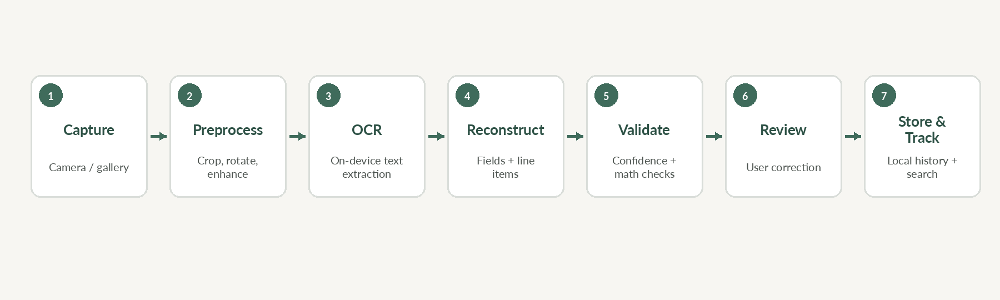 1
Capture
Camera / gallery
2
Preprocess
Crop, rotate,
enhance
3
OCR
On-device text
extraction
4
Reconstruct
Fields + line
items
5
Validate
Confidence +
math checks
6
Review
User correction
7
Store &
Track
Local history +
search